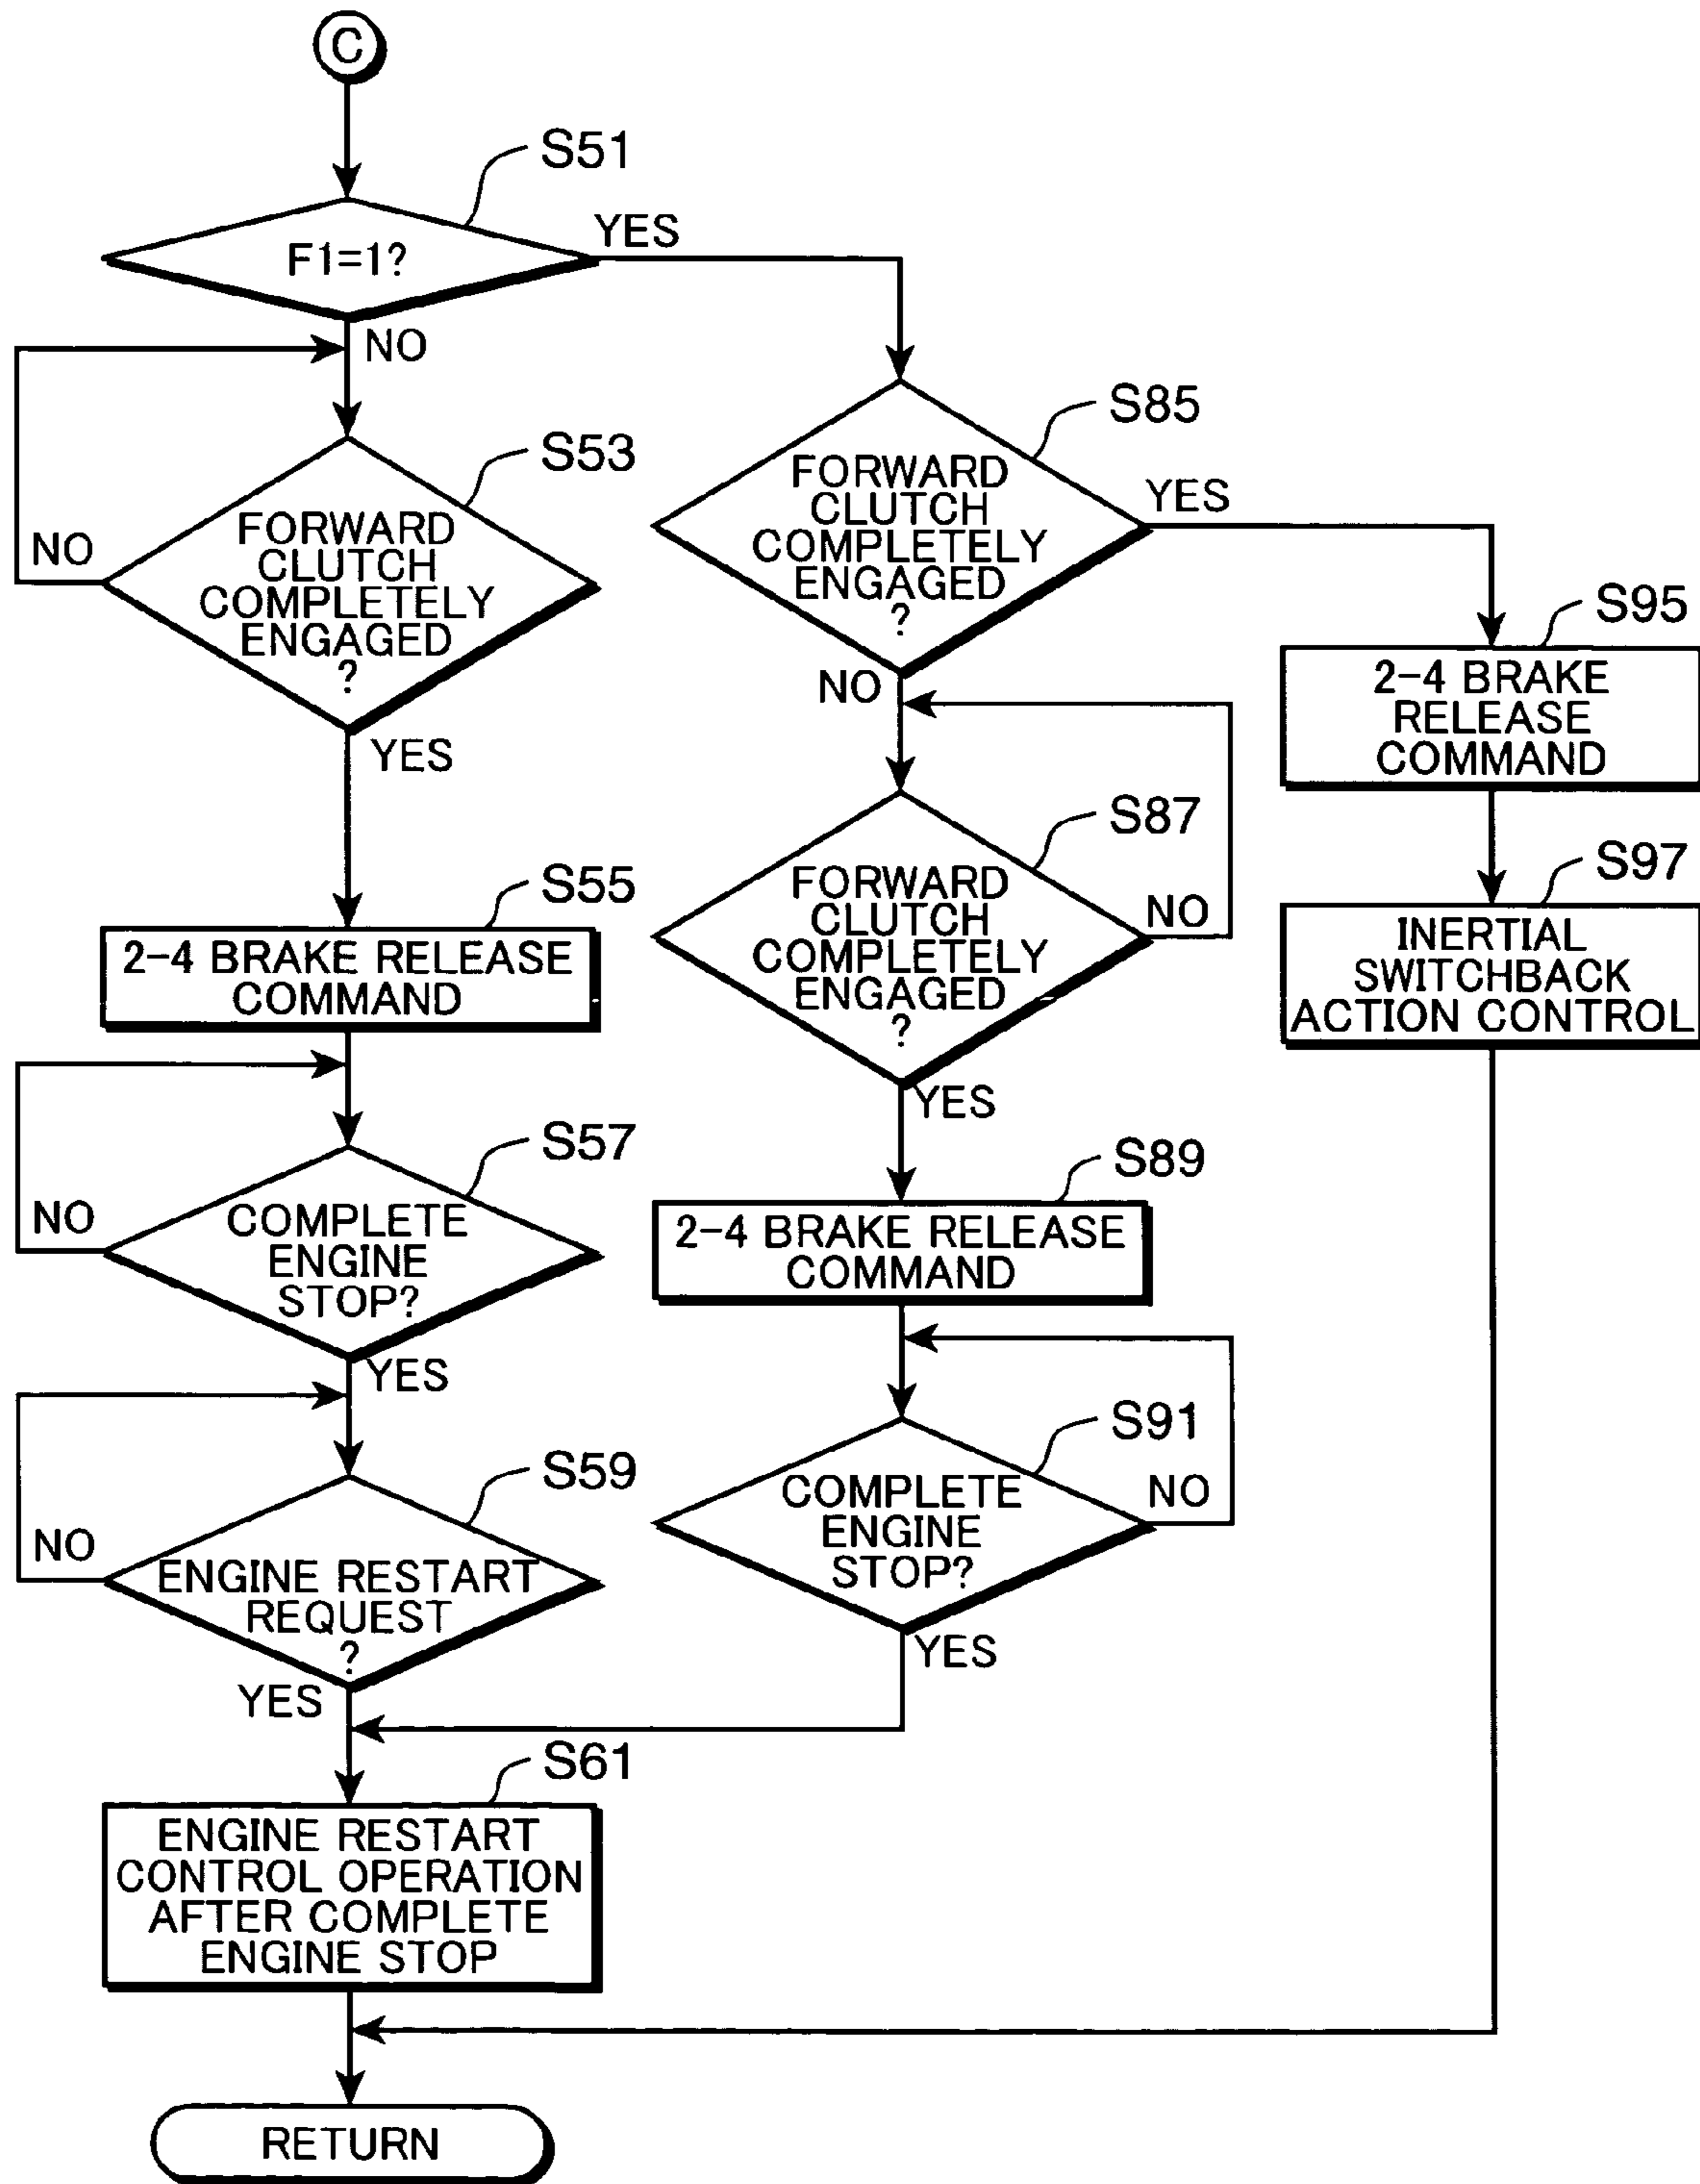 C
S51
F1=1?
YES
NO
S53
FORWARD
CLUTCH
COMPLETELY
ENGAGED
?
NO
YES
S55
2-4 BRAKE RELEASE
COMMAND
S57
COMPLETE
ENGINE
STOP?
NO
YES
S59
ENGINE RESTART
REQUEST
?
NO
YES
S61
ENGINE RESTART
CONTROL OPERATION
AFTER COMPLETE
ENGINE STOP
RETURN
S85
FORWARD
CLUTCH
COMPLETELY
ENGAGED
?
YES
NO
S87
FORWARD
CLUTCH
COMPLETELY
ENGAGED
?
NO
YES
S89
2-4 BRAKE RELEASE
COMMAND
S91
COMPLETE
ENGINE
STOP?
NO
YES
S95
2-4 BRAKE
RELEASE
COMMAND
S97
INERTIAL
SWITCHBACK
ACTION CONTROL